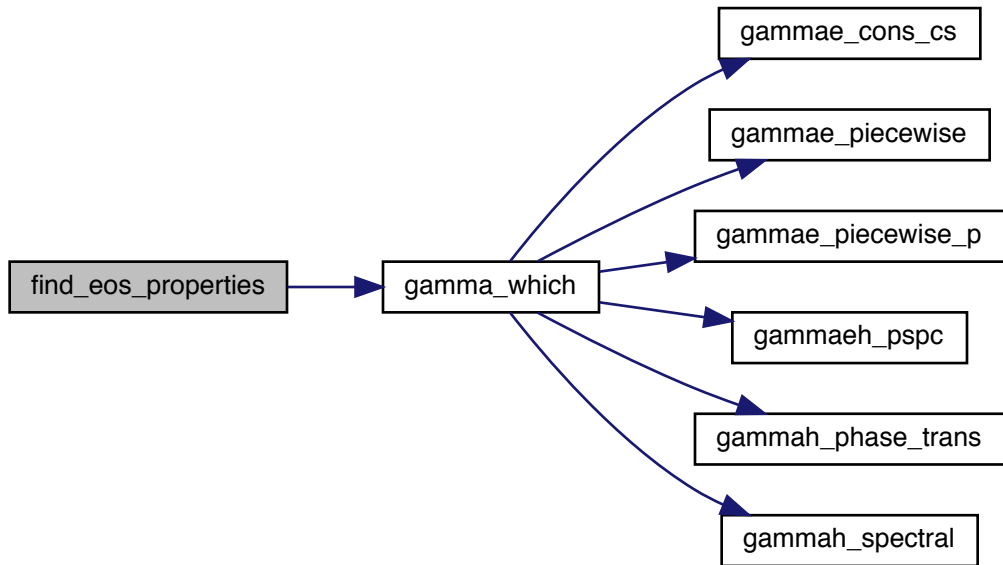 gammae_cons_cs
gammae_piecewise
gammae_piecewise_p
find_eos_properties
gamma_which
gammaeh_pspc
gammah_phase_trans
gammah_spectral